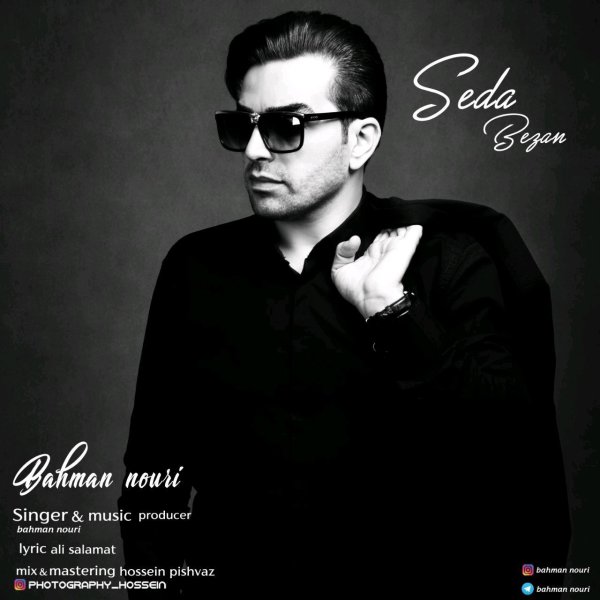 Seda
Bezan
Bahman nouri
Singer & music producer
bahman nouri
lyric ali salamat
mix & mastering hossein pishvaz
PHOTOGRAPHY_HOSSEIN
bahman nouri
bahman nouri